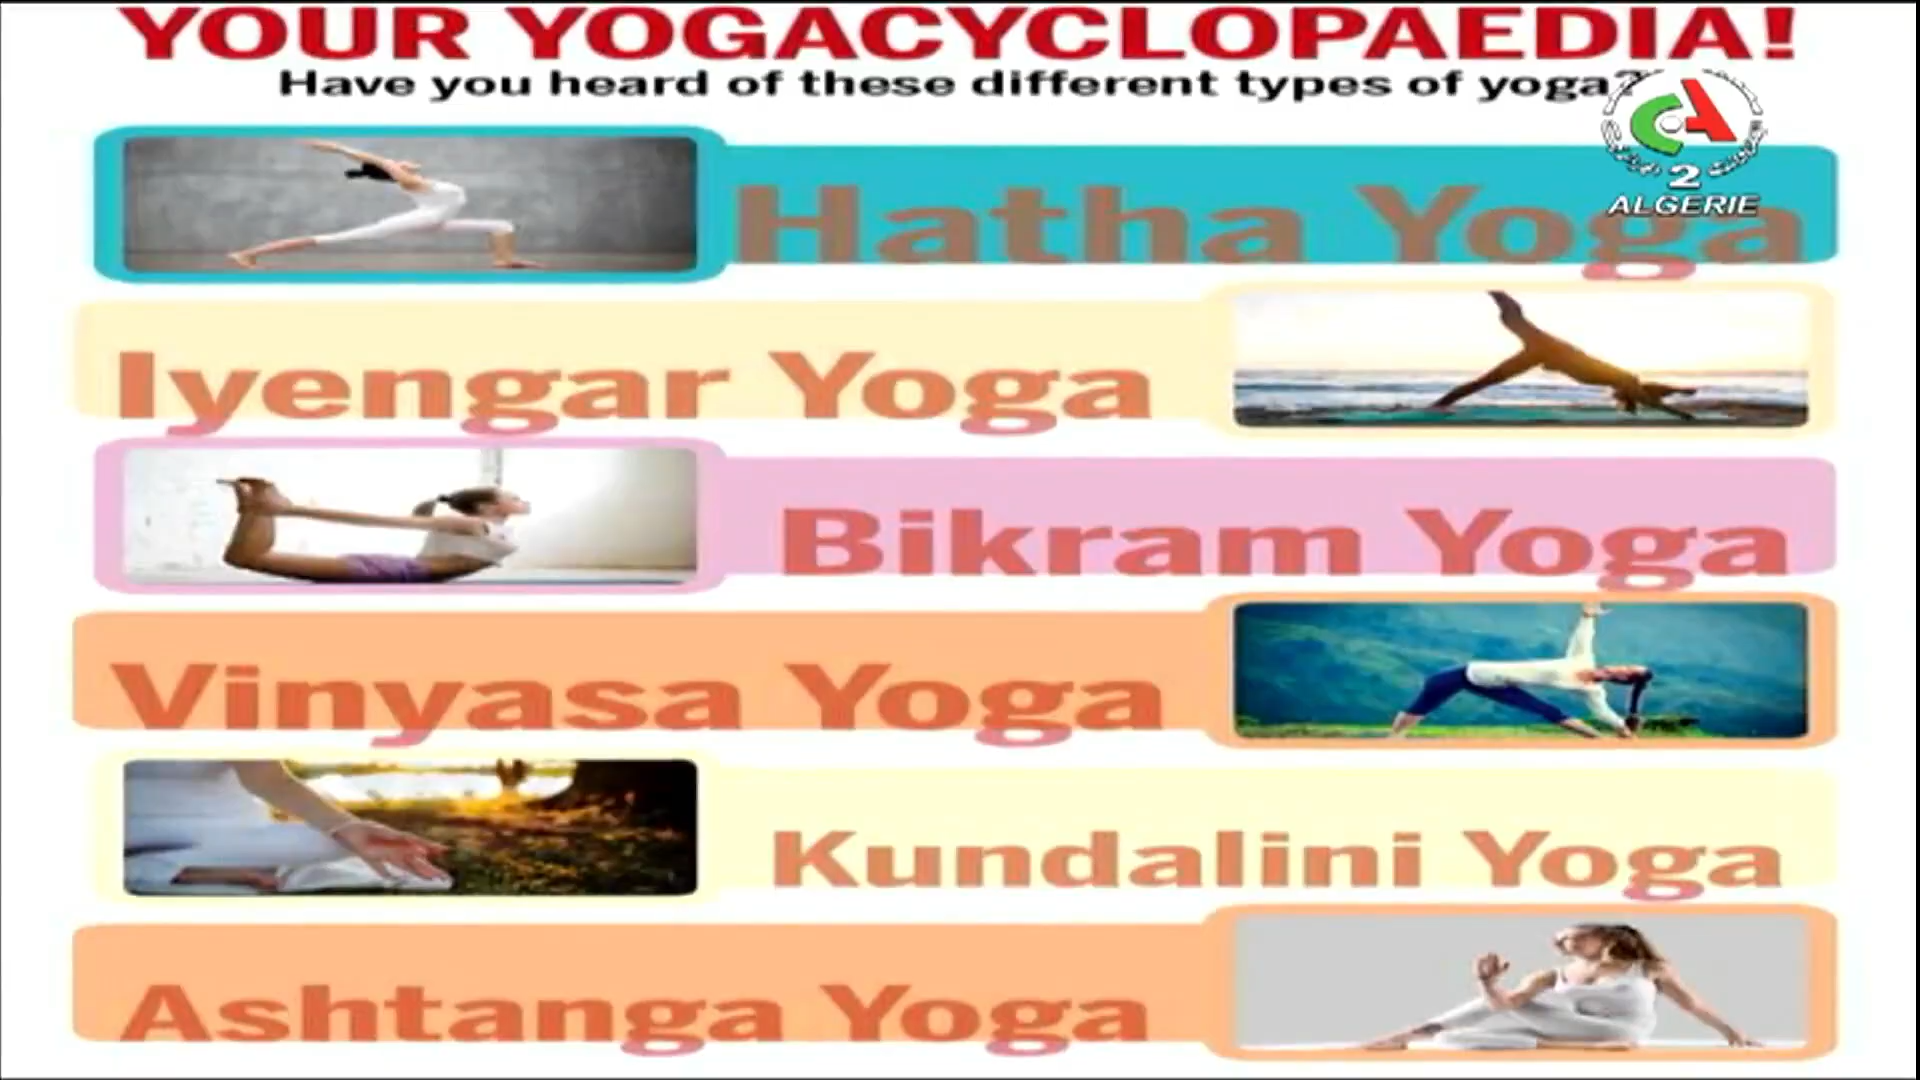 YOUR YOGACYCLOPAEDIA!
Have you heard of these different types of yoga?
2
ALGERIE
Hatha Yoga
Iyengar Yoga
Bikram Yoga
Vinyasa Yoga
Kundalini Yoga
Ashtanga Yoga